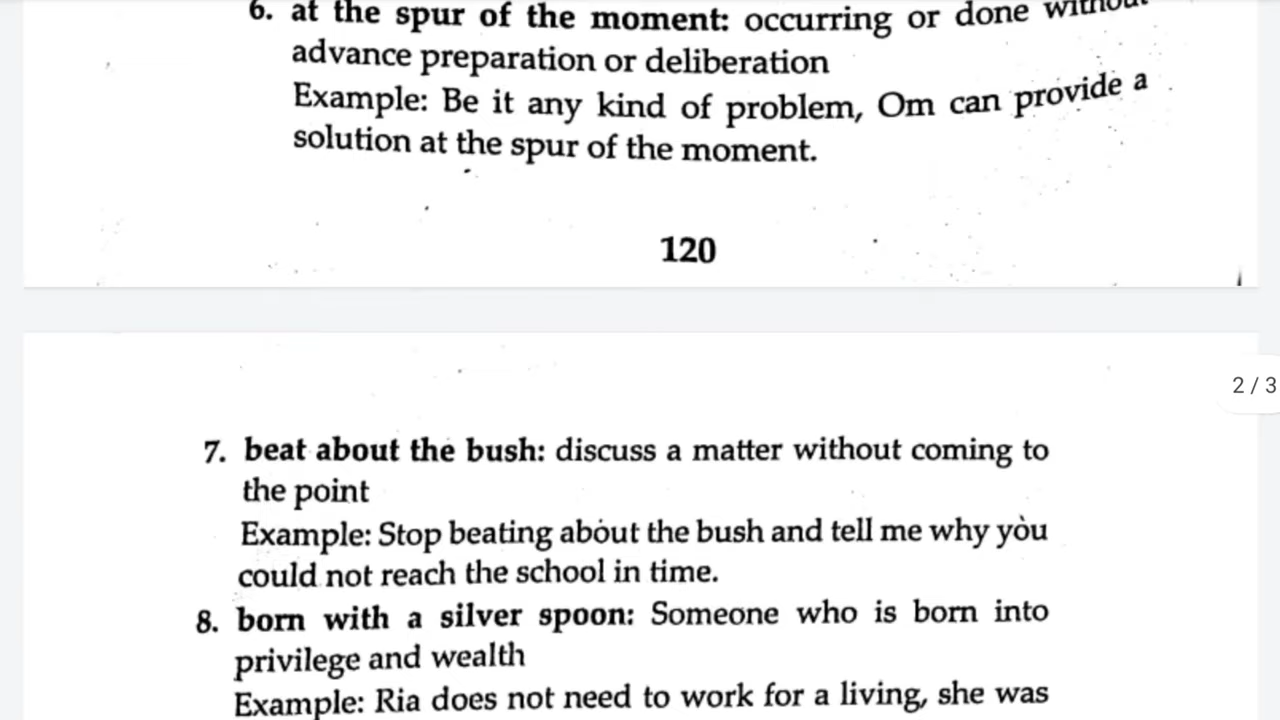 6. at the spur of the moment: occurring or done without
advance preparation or deliberation
Example: Be it any kind of problem, Om can provide a
solution at the spur of the moment.
120
2 / 3
7. beat about the bush: discuss a matter without coming to
the point
Example: Stop beating about the bush and tell me why you
could not reach the school in time.
8. born with a silver spoon: Someone who is born into
privilege and wealth
Example: Ria does not need to work for a living, she was